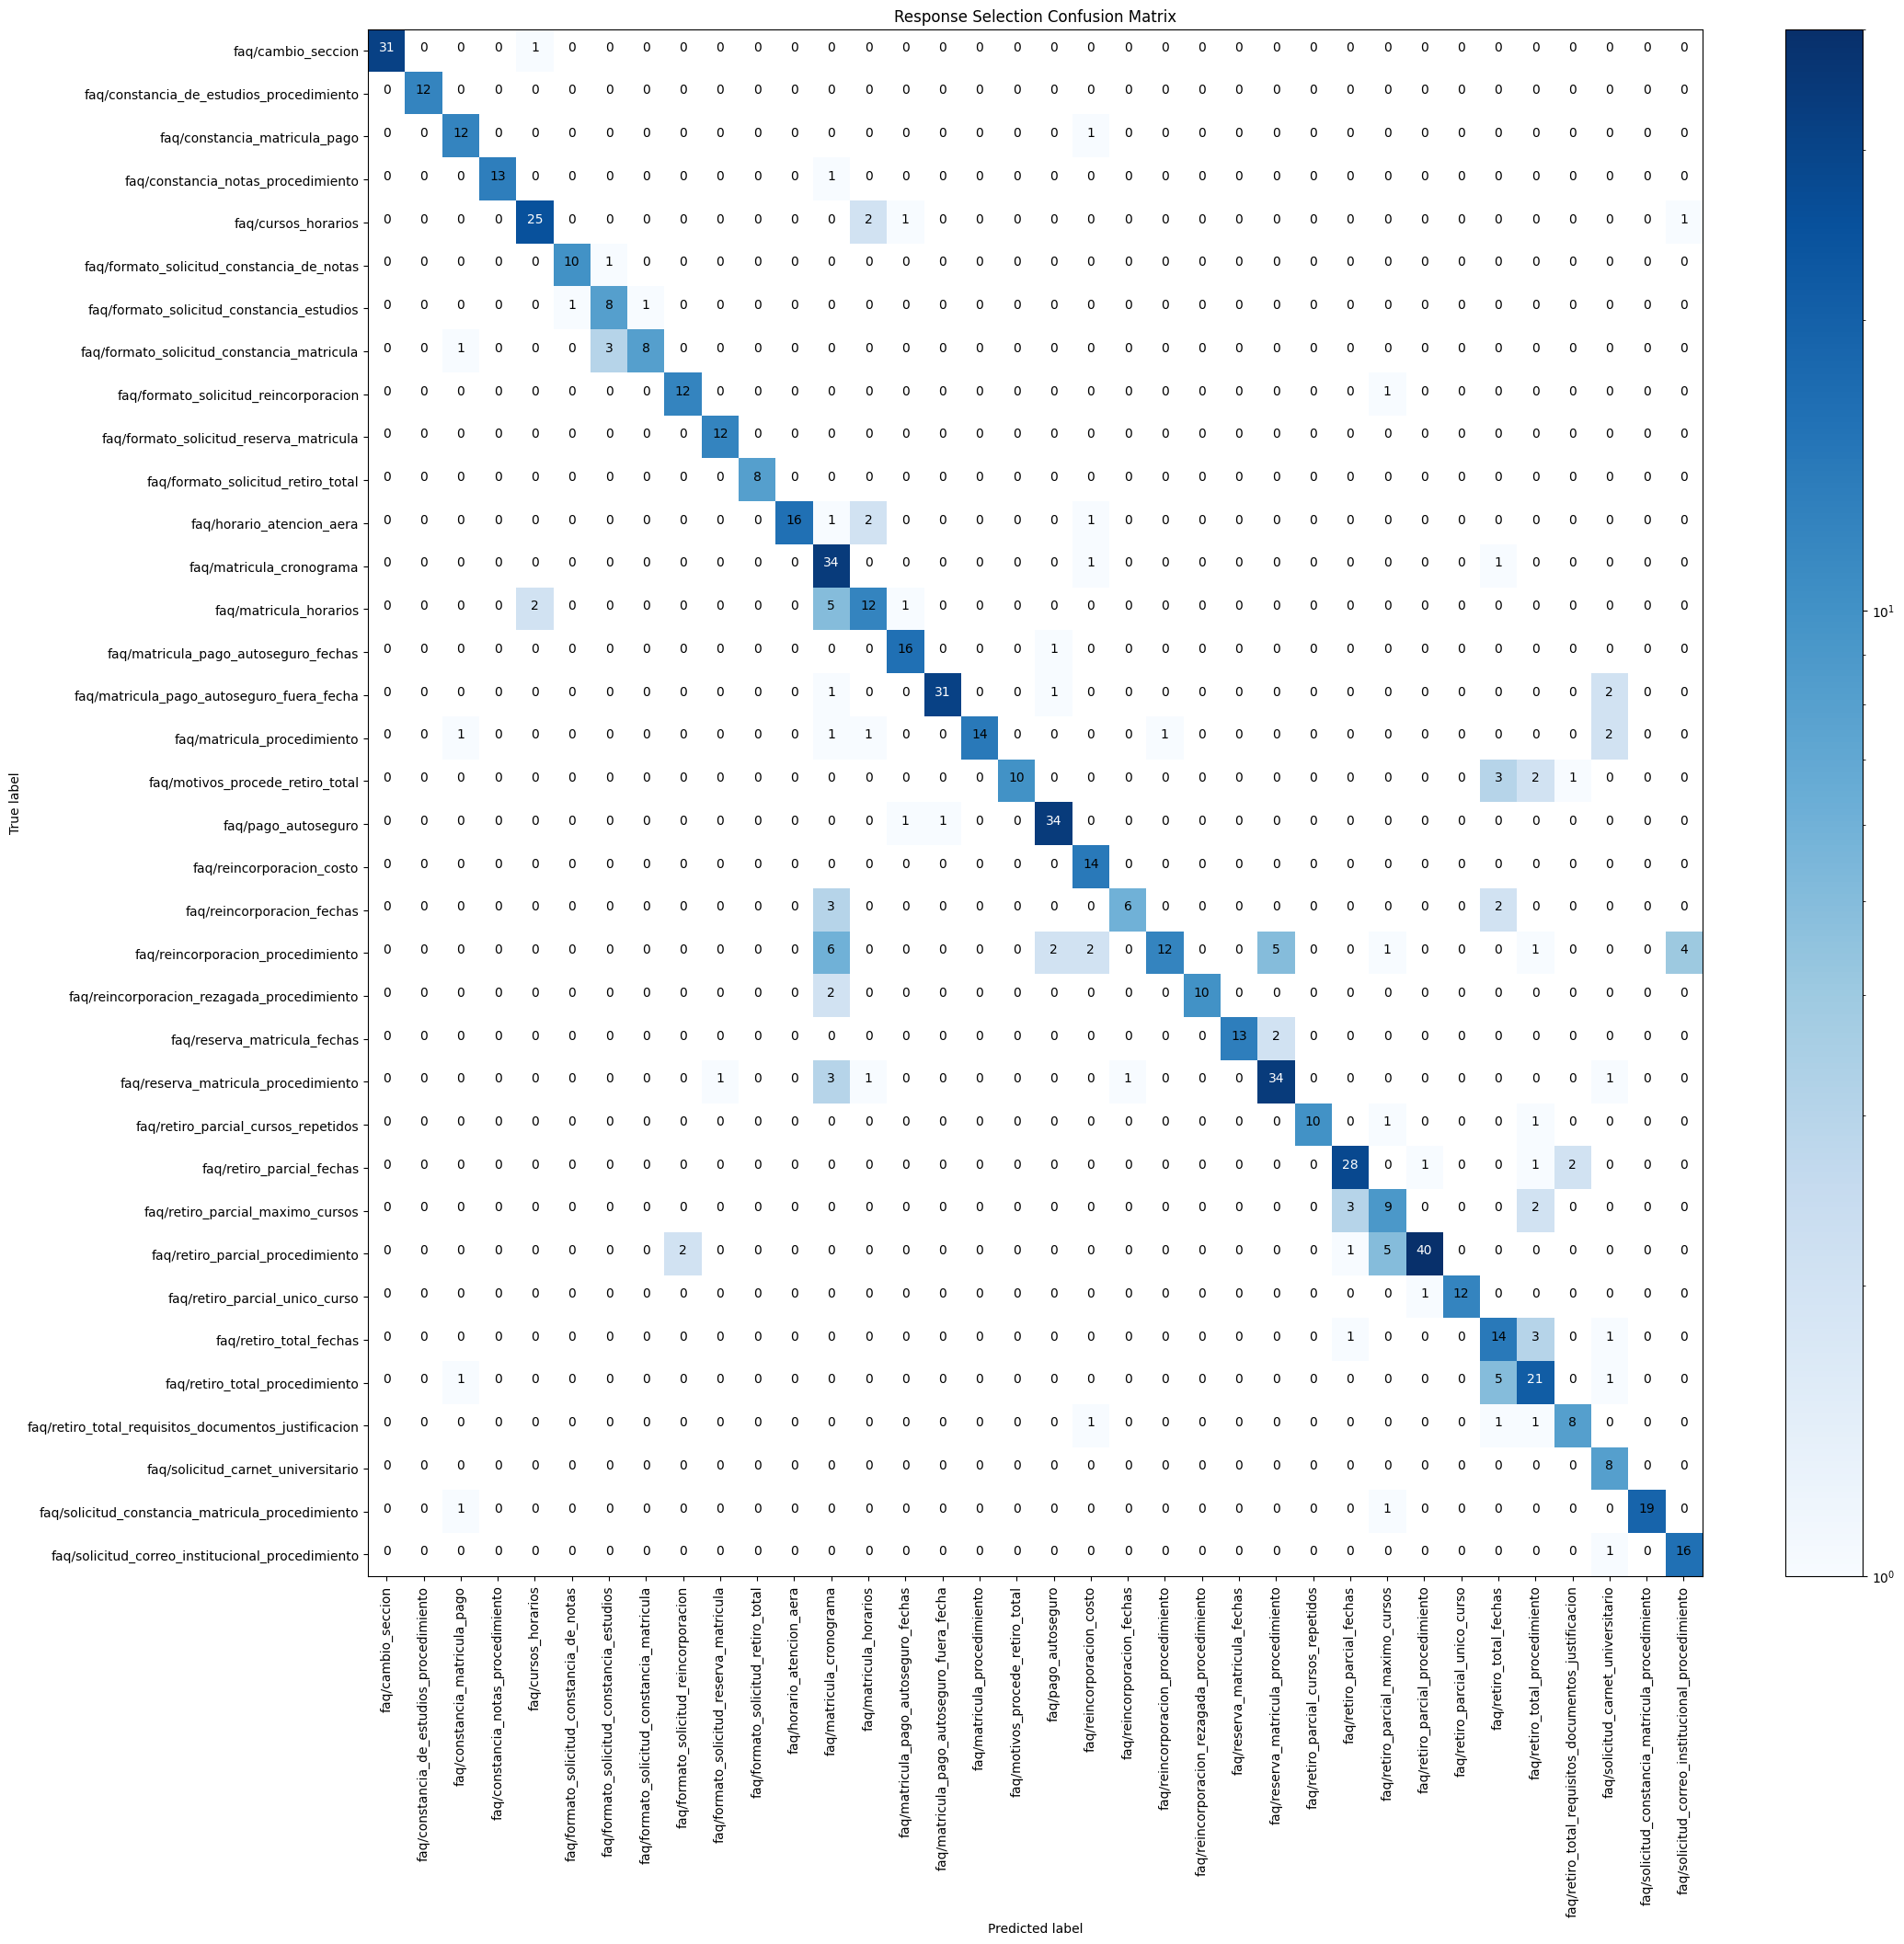 Response Selection Confusion Matrix
faq/cambio_seccion 31 0 0 0 1 0 0 0 0 0 0 0 0 0 0 0 0 0 0 0 0 0 0 0 0 0 0 0 0 0 0 0 0 0 0 0
faq/constancia_de_estudios_procedimiento 0 12 0 0 0 0 0 0 0 0 0 0 0 0 0 0 0 0 0 0 0 0 0 0 0 0 0 0 0 0 0 0 0 0 0 0
faq/constancia_matricula_pago 0 0 12 0 0 0 0 0 0 0 0 0 0 0 0 0 0 0 0 1 0 0 0 0 0 0 0 0 0 0 0 0 0 0 0 0
faq/constancia_notas_procedimiento 0 0 0 13 0 0 0 0 0 0 0 0 1 0 0 0 0 0 0 0 0 0 0 0 0 0 0 0 0 0 0 0 0 0 0 0
faq/cursos_horarios 0 0 0 0 25 0 0 0 0 0 0 0 0 2 1 0 0 0 0 0 0 0 0 0 0 0 0 0 0 0 0 0 0 0 0 1
faq/formato_solicitud_constancia_de_notas 0 0 0 0 0 10 1 0 0 0 0 0 0 0 0 0 0 0 0 0 0 0 0 0 0 0 0 0 0 0 0 0 0 0 0 0
faq/formato_solicitud_constancia_estudios 0 0 0 0 0 1 8 1 0 0 0 0 0 0 0 0 0 0 0 0 0 0 0 0 0 0 0 0 0 0 0 0 0 0 0 0
faq/formato_solicitud_constancia_matricula 0 0 1 0 0 0 3 8 0 0 0 0 0 0 0 0 0 0 0 0 0 0 0 0 0 0 0 0 0 0 0 0 0 0 0 0
faq/formato_solicitud_reincorporacion 0 0 0 0 0 0 0 0 12 0 0 0 0 0 0 0 0 0 0 0 0 0 0 0 0 0 0 1 0 0 0 0 0 0 0 0
faq/formato_solicitud_reserva_matricula 0 0 0 0 0 0 0 0 0 12 0 0 0 0 0 0 0 0 0 0 0 0 0 0 0 0 0 0 0 0 0 0 0 0 0 0
faq/formato_solicitud_retiro_total 0 0 0 0 0 0 0 0 0 0 8 0 0 0 0 0 0 0 0 0 0 0 0 0 0 0 0 0 0 0 0 0 0 0 0 0
faq/horario_atencion_aera 0 0 0 0 0 0 0 0 0 0 0 16 1 2 0 0 0 0 0 1 0 0 0 0 0 0 0 0 0 0 0 0 0 0 0 0
faq/matricula_cronograma 0 0 0 0 0 0 0 0 0 0 0 0 34 0 0 0 0 0 0 1 0 0 0 0 0 0 0 0 0 0 1 0 0 0 0 0
faq/matricula_horarios 0 0 0 0 2 0 0 0 0 0 0 0 5 12 1 0 0 0 0 0 0 0 0 0 0 0 0 0 0 0 0 0 0 0 0 0
faq/matricula_pago_autoseguro_fechas 0 0 0 0 0 0 0 0 0 0 0 0 0 0 16 0 0 0 1 0 0 0 0 0 0 0 0 0 0 0 0 0 0 0 0 0
faq/matricula_pago_autoseguro_fuera_fecha 0 0 0 0 0 0 0 0 0 0 0 0 1 0 0 31 0 0 1 0 0 0 0 0 0 0 0 0 0 0 0 0 0 2 0 0
faq/matricula_procedimiento 0 0 1 0 0 0 0 0 0 0 0 0 1 1 0 0 14 0 0 0 0 1 0 0 0 0 0 0 0 0 0 0 0 2 0 0
faq/motivos_procede_retiro_total 0 0 0 0 0 0 0 0 0 0 0 0 0 0 0 0 0 10 0 0 0 0 0 0 0 0 0 0 0 0 3 2 1 0 0 0
faq/pago_autoseguro 0 0 0 0 0 0 0 0 0 0 0 0 0 0 1 1 0 0 34 0 0 0 0 0 0 0 0 0 0 0 0 0 0 0 0 0
faq/reincorporacion_costo 0 0 0 0 0 0 0 0 0 0 0 0 0 0 0 0 0 0 0 14 0 0 0 0 0 0 0 0 0 0 0 0 0 0 0 0
faq/reincorporacion_fechas 0 0 0 0 0 0 0 0 0 0 0 0 3 0 0 0 0 0 0 0 6 0 0 0 0 0 0 0 0 0 2 0 0 0 0 0
faq/reincorporacion_procedimiento 0 0 0 0 0 0 0 0 0 0 0 0 6 0 0 0 0 0 2 2 0 12 0 0 5 0 0 1 0 0 0 1 0 0 0 4
faq/reincorporacion_rezagada_procedimiento 0 0 0 0 0 0 0 0 0 0 0 0 2 0 0 0 0 0 0 0 0 0 10 0 0 0 0 0 0 0 0 0 0 0 0 0
faq/reserva_matricula_fechas 0 0 0 0 0 0 0 0 0 0 0 0 0 0 0 0 0 0 0 0 0 0 0 13 2 0 0 0 0 0 0 0 0 0 0 0
faq/reserva_matricula_procedimiento 0 0 0 0 0 0 0 0 0 1 0 0 3 1 0 0 0 0 0 0 1 0 0 0 34 0 0 0 0 0 0 0 0 1 0 0
faq/retiro_parcial_cursos_repetidos 0 0 0 0 0 0 0 0 0 0 0 0 0 0 0 0 0 0 0 0 0 0 0 0 0 10 0 1 0 0 0 1 0 0 0 0
faq/retiro_parcial_fechas 0 0 0 0 0 0 0 0 0 0 0 0 0 0 0 0 0 0 0 0 0 0 0 0 0 0 28 0 1 0 0 1 2 0 0 0
faq/retiro_parcial_maximo_cursos 0 0 0 0 0 0 0 0 0 0 0 0 0 0 0 0 0 0 0 0 0 0 0 0 0 0 3 9 0 0 0 2 0 0 0 0
faq/retiro_parcial_procedimiento 0 0 0 0 0 0 0 0 2 0 0 0 0 0 0 0 0 0 0 0 0 0 0 0 0 0 1 5 40 0 0 0 0 0 0 0
faq/retiro_parcial_unico_curso 0 0 0 0 0 0 0 0 0 0 0 0 0 0 0 0 0 0 0 0 0 0 0 0 0 0 0 0 1 12 0 0 0 0 0 0
faq/retiro_total_fechas 0 0 0 0 0 0 0 0 0 0 0 0 0 0 0 0 0 0 0 0 0 0 0 0 0 0 1 0 0 0 14 3 0 1 0 0
faq/retiro_total_procedimiento 0 0 1 0 0 0 0 0 0 0 0 0 0 0 0 0 0 0 0 0 0 0 0 0 0 0 0 0 0 0 5 21 0 1 0 0
faq/retiro_total_requisitos_documentos_justificacion 0 0 0 0 0 0 0 0 0 0 0 0 0 0 0 0 0 0 0 1 0 0 0 0 0 0 0 0 0 0 1 1 8 0 0 0
faq/solicitud_carnet_universitario 0 0 0 0 0 0 0 0 0 0 0 0 0 0 0 0 0 0 0 0 0 0 0 0 0 0 0 0 0 0 0 0 0 8 0 0
faq/solicitud_constancia_matricula_procedimiento 0 0 1 0 0 0 0 0 0 0 0 0 0 0 0 0 0 0 0 0 0 0 0 0 0 0 0 1 0 0 0 0 0 0 19 0
faq/solicitud_correo_institucional_procedimiento 0 0 0 0 0 0 0 0 0 0 0 0 0 0 0 0 0 0 0 0 0 0 0 0 0 0 0 0 0 0 0 0 0 1 0 16
True label
faq/cambio_seccion
faq/constancia_de_estudios_procedimiento
faq/constancia_matricula_pago
faq/constancia_notas_procedimiento
faq/cursos_horarios
faq/formato_solicitud_constancia_de_notas
faq/formato_solicitud_constancia_estudios
faq/formato_solicitud_constancia_matricula
faq/formato_solicitud_reincorporacion
faq/formato_solicitud_reserva_matricula
faq/formato_solicitud_retiro_total
faq/horario_atencion_aera
faq/matricula_cronograma
faq/matricula_horarios
faq/matricula_pago_autoseguro_fechas
faq/matricula_pago_autoseguro_fuera_fecha
faq/matricula_procedimiento
faq/motivos_procede_retiro_total
faq/pago_autoseguro
faq/reincorporacion_costo
faq/reincorporacion_fechas
faq/reincorporacion_procedimiento
faq/reincorporacion_rezagada_procedimiento
faq/reserva_matricula_fechas
faq/reserva_matricula_procedimiento
faq/retiro_parcial_cursos_repetidos
faq/retiro_parcial_fechas
faq/retiro_parcial_maximo_cursos
faq/retiro_parcial_procedimiento
faq/retiro_parcial_unico_curso
faq/retiro_total_fechas
faq/retiro_total_procedimiento
faq/retiro_total_requisitos_documentos_justificacion
faq/solicitud_carnet_universitario
faq/solicitud_constancia_matricula_procedimiento
faq/solicitud_correo_institucional_procedimiento
Predicted label
10¹
10⁰